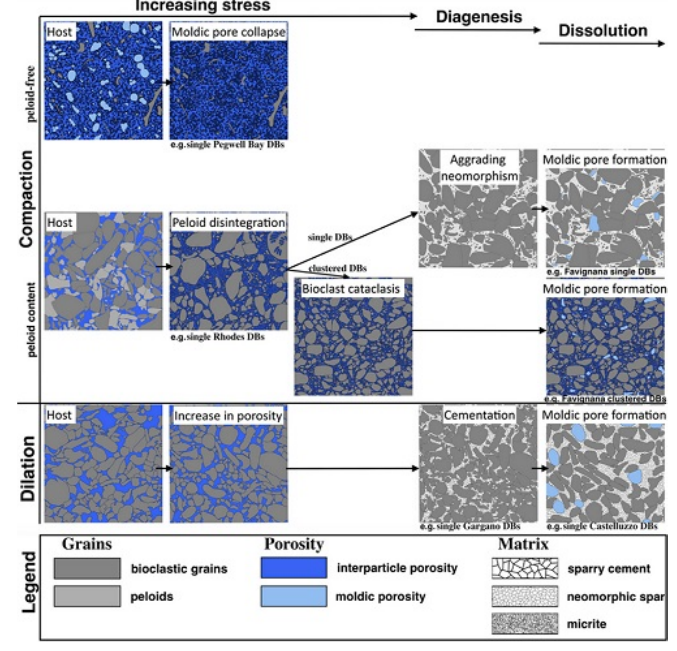 Increasing stress
Diagenesis
Dissolution
peloid-free
Compaction
peloid content
Dilation
Host
Moldic pore collapse
e.g. single Pegwell Bay DBs
Aggrading
neomorphism
Moldic pore formation
e.g. Favignana single DBs
Host
Peloid disintegration
single DBs
clustered DBs
e.g. single Rhodes DBs
Bioclast cataclasis
Moldic pore formation
e.g. Favignana clustered DBs
Host
Increase in porosity
Cementation
Moldic pore formation
e.g. single Gargano DBs
e.g. single Castelluzzo DBs
Legend
Grains
Porosity
Matrix
bioclastic grains
interparticle porosity
sparry cement
peloids
moldic porosity
neomorphic spar
micrite